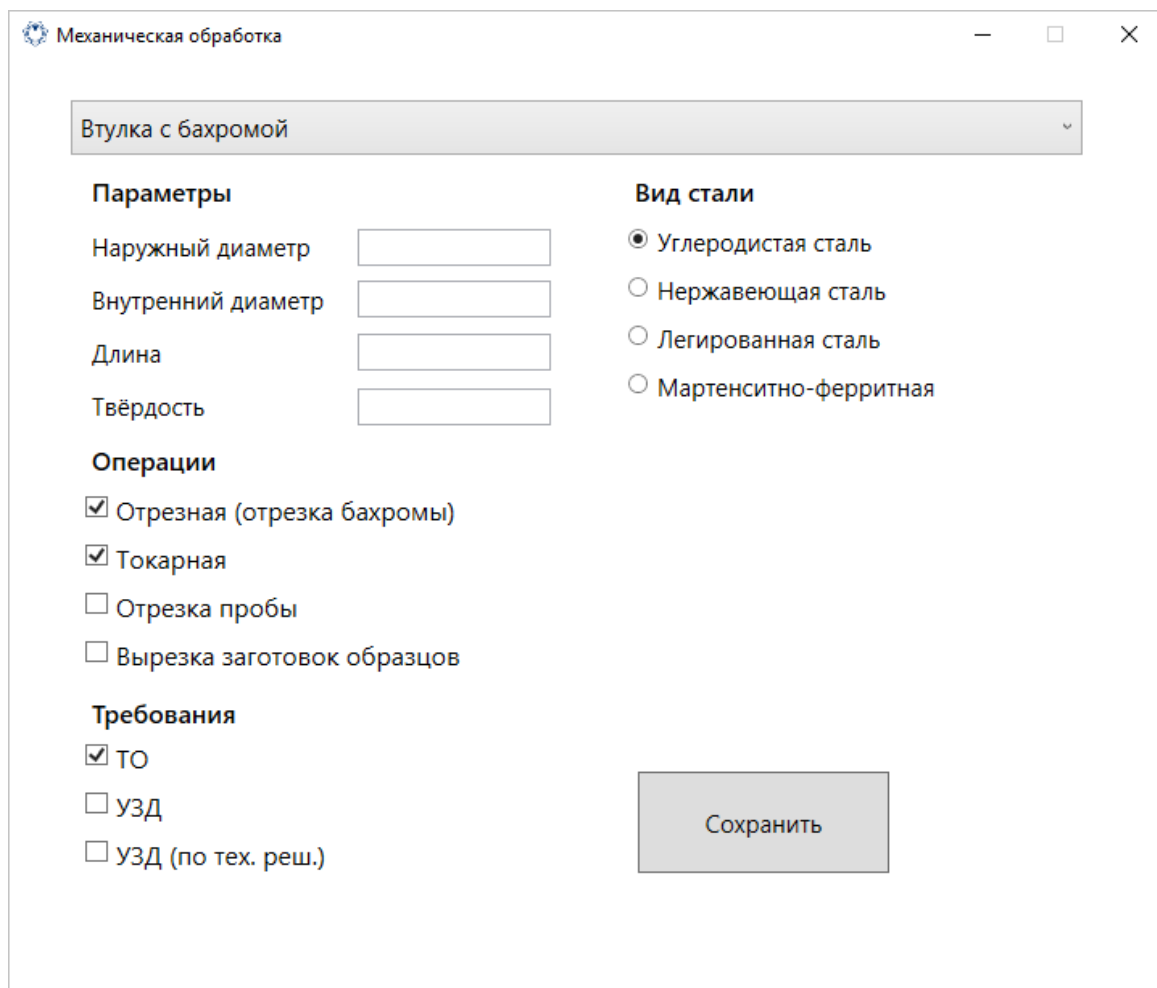 Механическая обработка
Втулка с бахромой
Параметры
Наружный диаметр
Внутренний диаметр
Длина
Твёрдость
Вид стали
Углеродистая сталь
Нержавеющая сталь
Легированная сталь
Мартенситно-ферритная
Операции
Отрезная (отрезка бахромы)
Токарная
Отрезка пробы
Вырезка заготовок образцов
Требования
ТО
УЗД
УЗД (по тех. реш.)
Сохранить